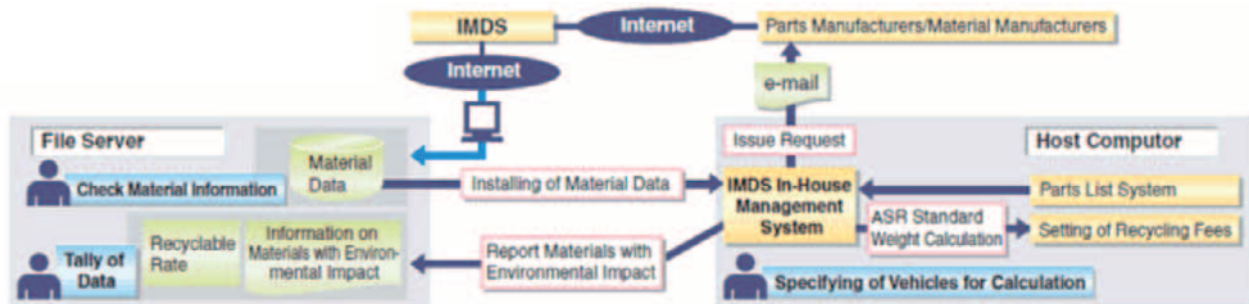 IMDS
Internet
Parts Manufacturers/Material Manufacturers
Internet
e-mail
File Server
Issue Request
Host Computor
Material
Data
Check Material Information
Installing of Material Data
IMDS In-House
Management
System
Parts List System
ASR Standard
Weight Calculation
Setting of Recycling Fees
Tally of
Data
Recyclable
Rate
Information on
Materials with Environ-
mental Impact
Report Materials with
Environmental Impact
Specifying of Vehicles for Calculation